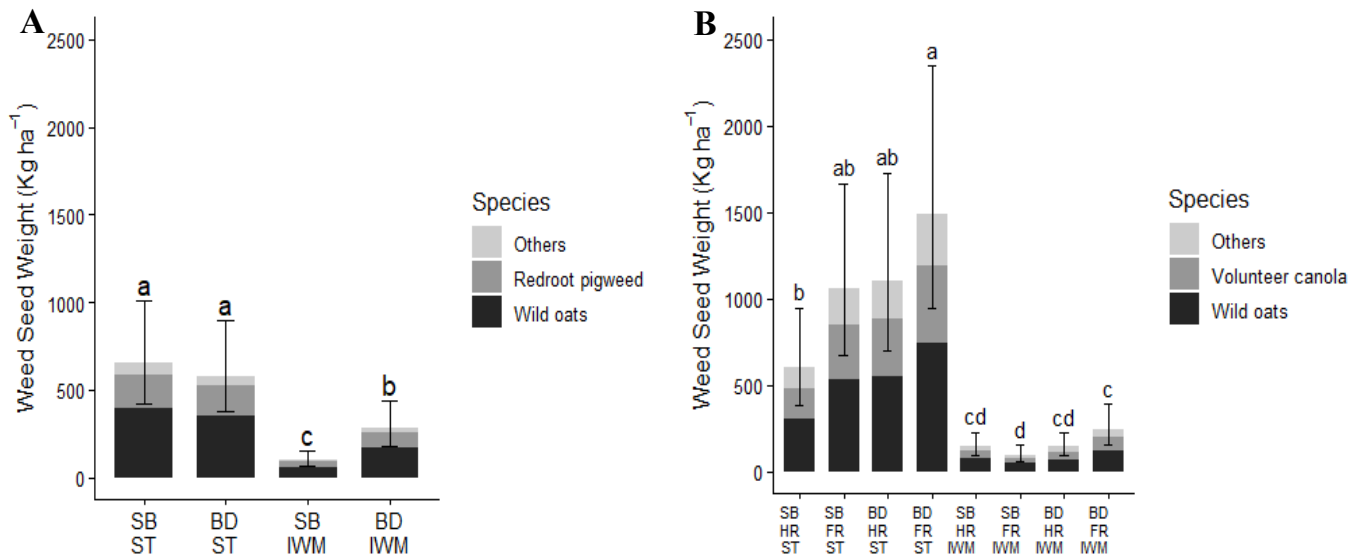 A
2500
2000
1500
1000
500
0
Weed Seed Weight (Kg ha⁻¹)
a
a
c
b
SB BD SB BD
ST ST IWM IWM
Species
Others
Redroot pigweed
Wild oats
B
2500
2000
1500
1000
500
0
Weed Seed Weight (Kg ha⁻¹)
b
ab
ab
a
cd
d
cd
c
SB SB BD BD SB SB BD BD
HR FR HR FR HR FR HR FR
ST ST ST ST IWM IWM IWM IWM
Species
Others
Volunteer canola
Wild oats